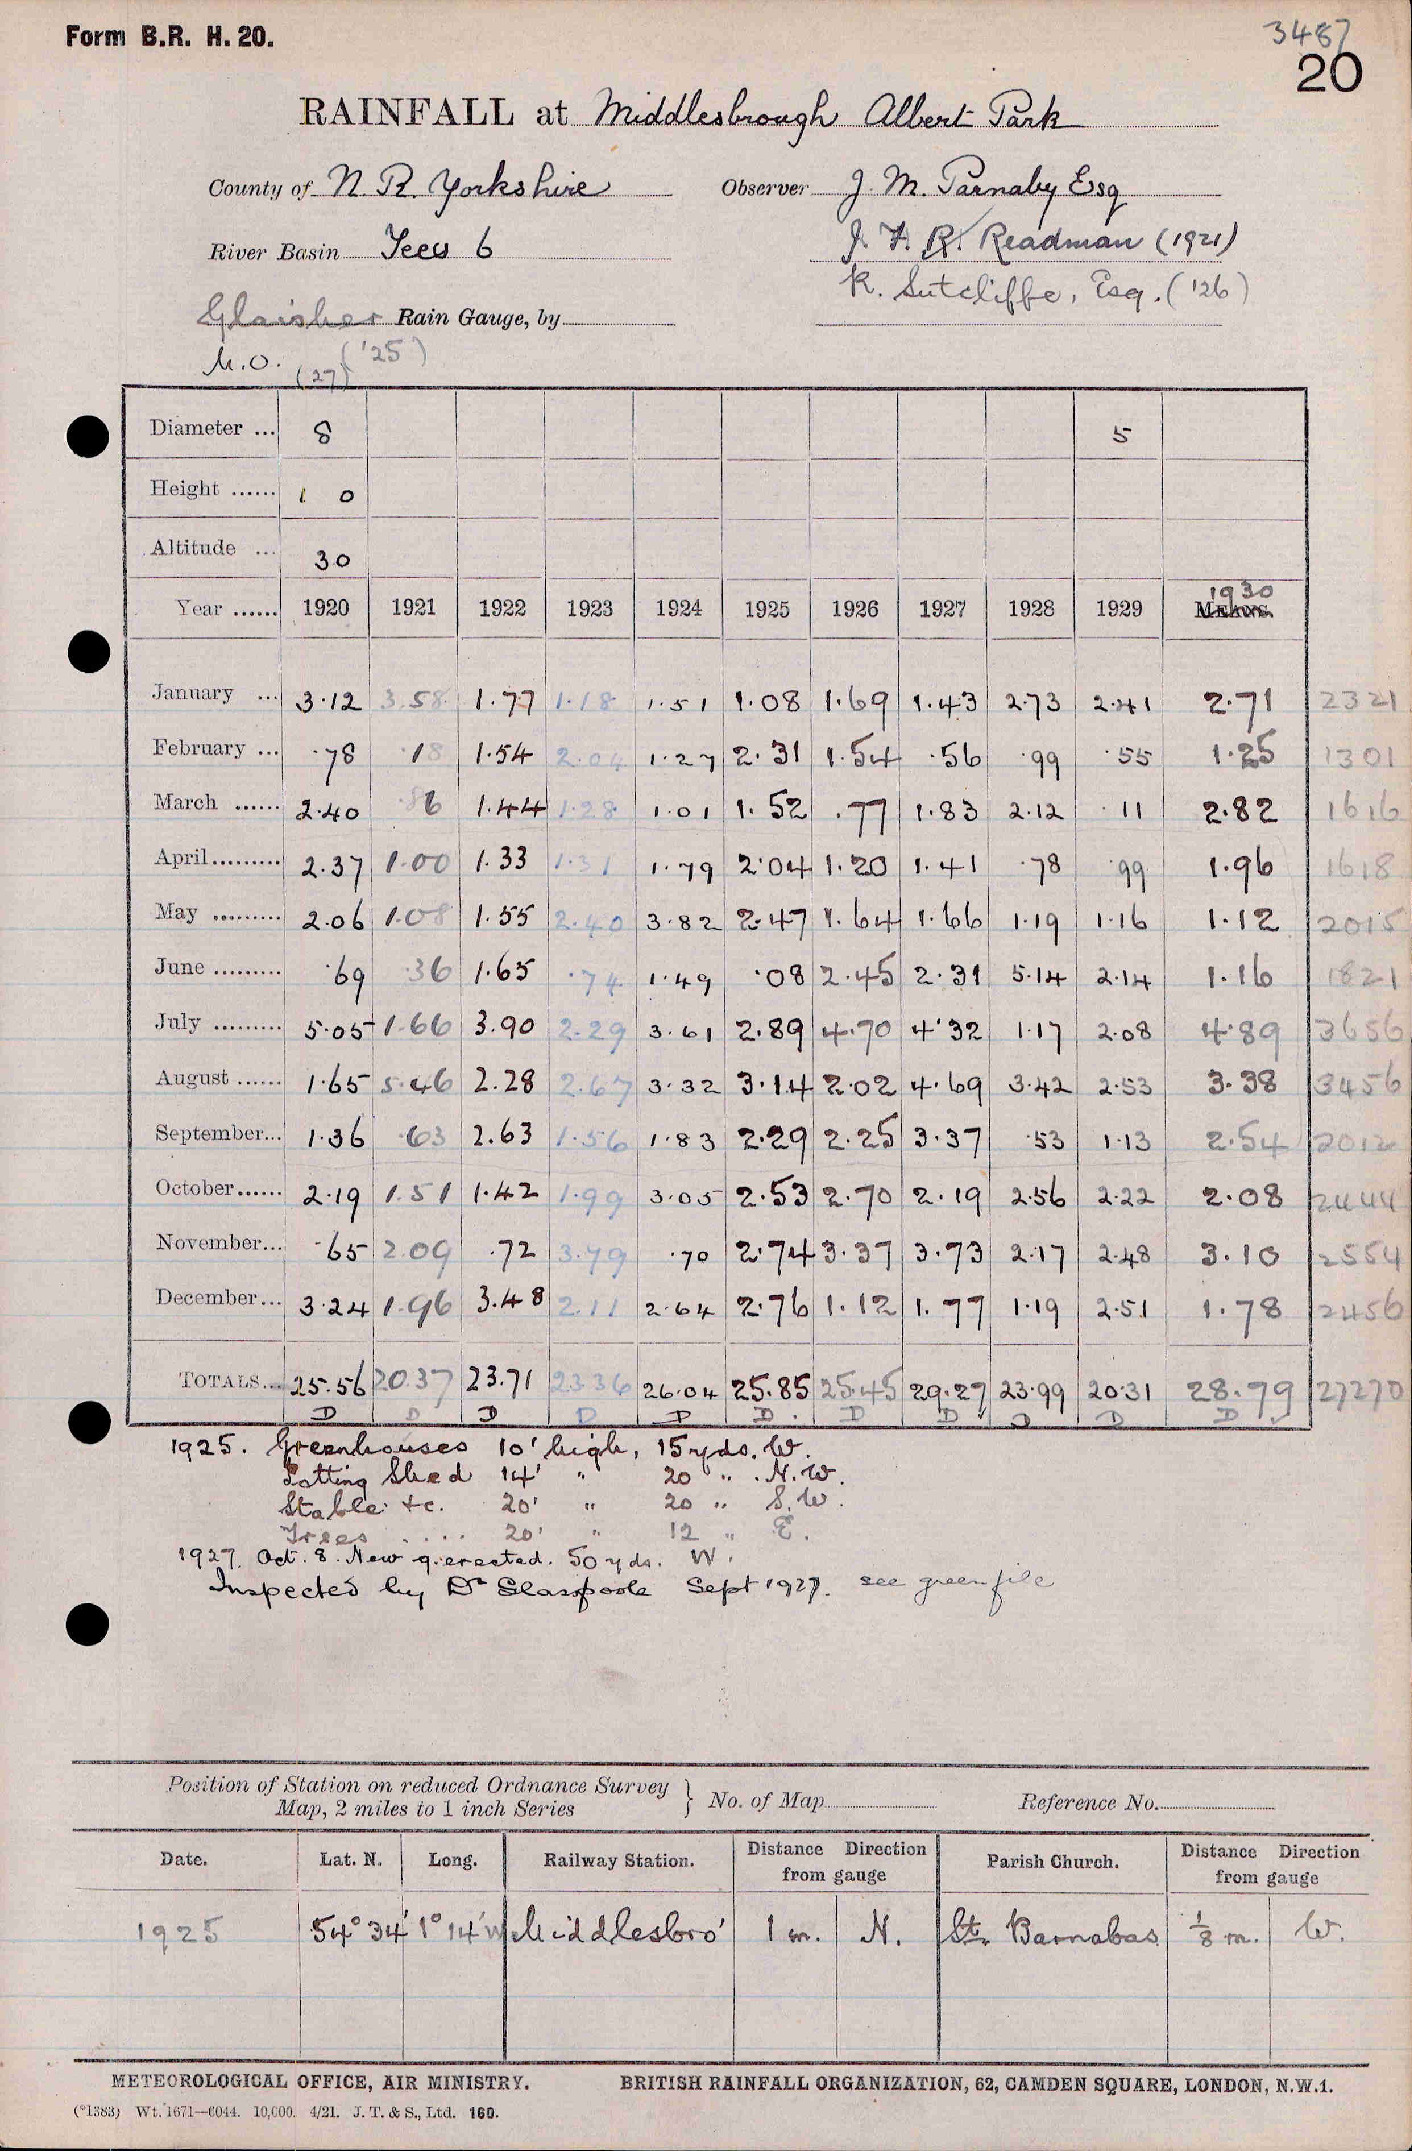 Form B.R. H. 20.
3487
20
RAINFALL at Middlesbrough Albert Park
County of N. R. Yorkshire Observer J. M. Parnaby Esq
River Basin Tees 6 J. A. R. Readman (1921)
R. Sutcliffe, Esq. ('26)
Glaisher Rain Gauge, by
M.O. (27) ('25)
Diameter ... 8 5
Height ...... 1 0
Altitude ... 30
Year ...... 1920 1921 1922 1923 1924 1925 1926 1927 1928 1929 MEANS. 1930
January ... 3.12 3.58 1.77 1.18 1.51 1.08 1.69 1.43 2.73 2.41 2.71 2321
February ... .78 .18 1.54 2.04 1.27 2.31 1.54 .56 .99 .55 1.25 1301
March ...... 2.40 .86 1.44 1.28 1.01 1.52 .77 1.83 2.12 .11 2.82 1616
April......... 2.37 1.00 1.33 1.31 1.79 2.04 1.20 1.41 .78 .99 1.96 1618
May ......... 2.06 1.08 1.55 2.40 3.82 2.47 1.64 1.66 1.19 1.16 1.12 2015
June ......... .69 .36 1.65 .74 1.49 .08 2.45 2.31 5.14 2.14 1.16 1821
July ......... 5.05 1.66 3.90 2.29 3.61 2.89 4.70 4.32 1.17 2.08 4.89 3656
August ...... 1.65 5.46 2.28 2.67 3.32 3.14 2.02 4.69 3.42 2.53 3.38 3456
September... 1.36 .63 2.63 1.56 1.83 2.29 2.25 3.37 .53 1.13 2.54 2012
October...... 2.19 1.51 1.42 1.99 3.05 2.53 2.70 2.19 2.56 2.22 2.08 2444
November... .65 2.09 .72 3.79 .70 2.74 3.37 3.73 2.17 2.48 3.10 2554
December... 3.24 1.96 3.48 2.11 2.64 2.76 1.12 1.77 1.19 2.51 1.78 2456
TOTALS... 25.56 20.37 23.71 23.36 26.04 25.85 25.45 29.27 23.99 20.31 28.79 27270
D D D D D D D D D D D
1925. Greenhouses 10' high, 15 yds. W.
Potting Shed 14' " 20 " N.W.
Stable &c. 20' " 20 " S.W.
Trees .... 20' " 12 " E.
1927. Oct. 8. New g. erected. 50 yds. W.
Inspected by Dr Glasspoole Sept 1927. see green file
Position of Station on reduced Ordnance Survey
Map, 2 miles to 1 inch Series } No. of Map Reference No.
Date. Lat. N. Long. Railway Station. Distance Direction from gauge Parish Church. Distance Direction from gauge
1925 54° 34' 1° 14' W Middlesbro' 1 m. N. St. Barnabas 1/8 m. W.
METEOROLOGICAL OFFICE, AIR MINISTRY. BRITISH RAINFALL ORGANIZATION, 62, CAMDEN SQUARE, LONDON, N.W.1.
(*1383) Wt. 1671—6044. 10,000. 4/21. J. T. & S., Ltd. 160.